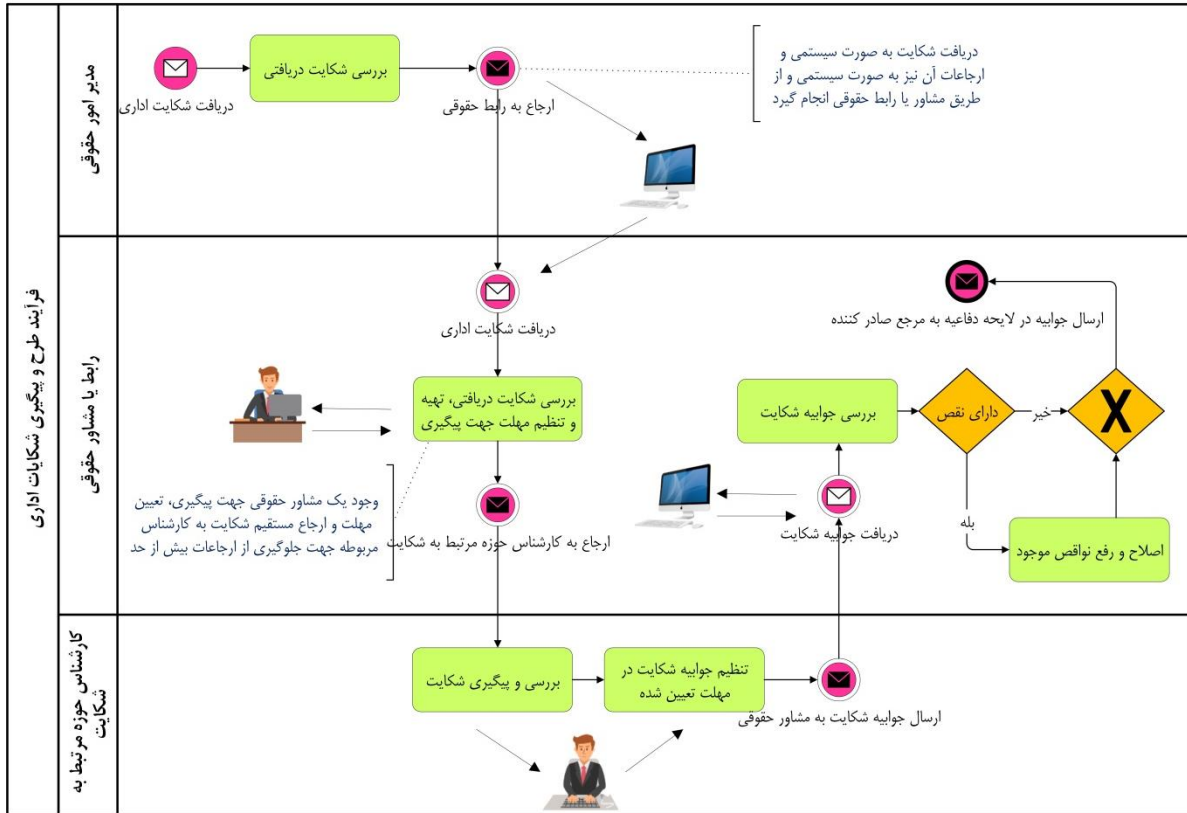 فرآیند طرح و پیگیری شکایات اداری
مدیر امور حقوقی
دریافت شکایت اداری
بررسی شکایت دریافتی
ارجاع به رابط حقوقی
دریافت شکایت به صورت سیستمی و
ارجاعات آن نیز به صورت سیستمی و از
طریق مشاور یا رابط حقوقی انجام گیرد
رابط یا مشاور حقوقی
دریافت شکایت اداری
بررسی شکایت دریافتی، تهیه
و تنظیم مهلت جهت پیگیری
وجود یک مشاور حقوقی جهت پیگیری، تعیین
مهلت و ارجاع مستقیم شکایت به کارشناس
مربوطه جهت جلوگیری از ارجاعات بیش از حد
ارجاع به کارشناس حوزه مرتبط به شکایت
دریافت جوابیه شکایت
بررسی جوابیه شکایت
دارای نقص
خیر
X
بله
اصلاح و رفع نواقص موجود
ارسال جوابیه در لایحه دفاعیه به مرجع صادر کننده
کارشناس حوزه مرتبط به
شکایت
بررسی و پیگیری شکایت
تنظیم جوابیه شکایت در
مهلت تعیین شده
ارسال جوابیه شکایت به مشاور حقوقی